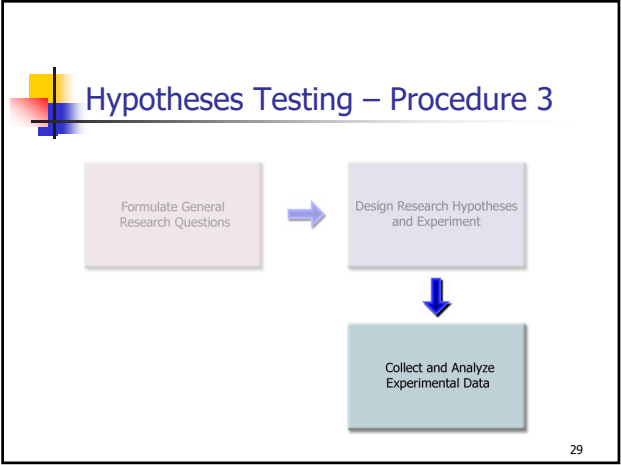 Hypotheses Testing – Procedure 3
Formulate General
Research Questions
Design Research Hypotheses
and Experiment
Collect and Analyze
Experimental Data
29